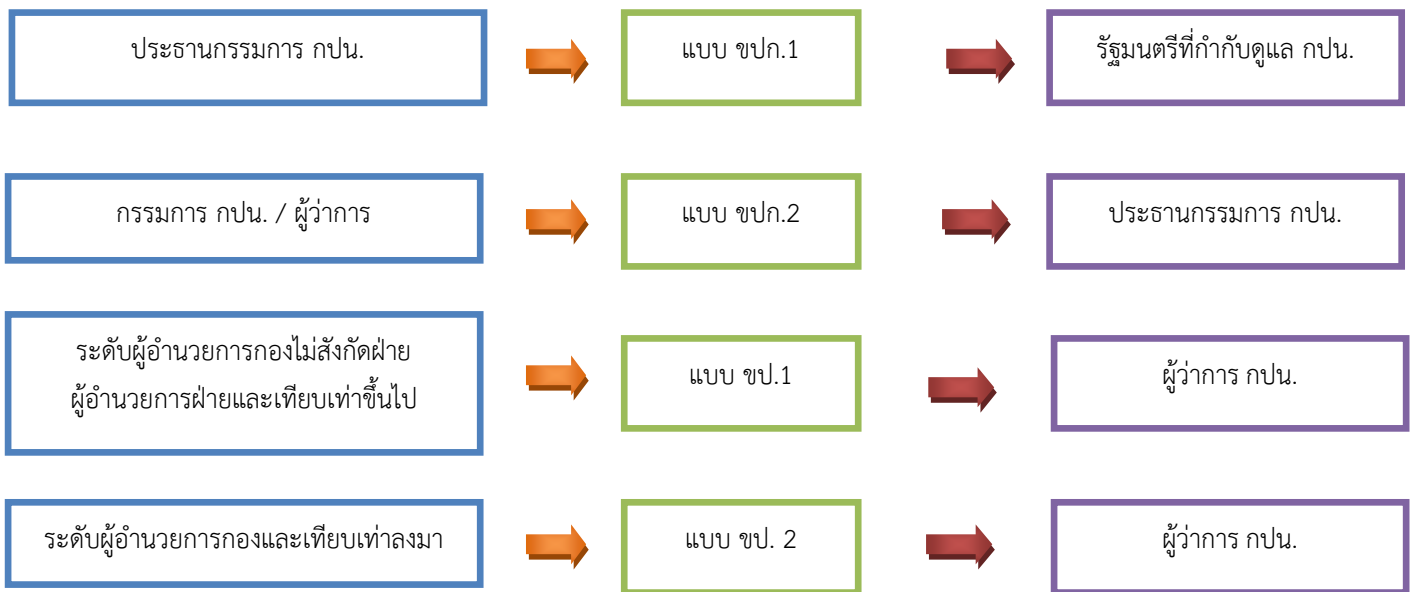 ประธานกรรมการ กปน.
แบบ ขปก.1
รัฐมนตรีที่กำกับดูแล กปน.
กรรมการ กปน. / ผู้ว่าการ
แบบ ขปก.2
ประธานกรรมการ กปน.
ระดับผู้อำนวยการกองไม่สังกัดฝ่าย
ผู้อำนวยการฝ่ายและเทียบเท่าขึ้นไป
แบบ ขป.1
ผู้ว่าการ กปน.
ระดับผู้อำนวยการกองและเทียบเท่าลงมา
แบบ ขป. 2
ผู้ว่าการ กปน.